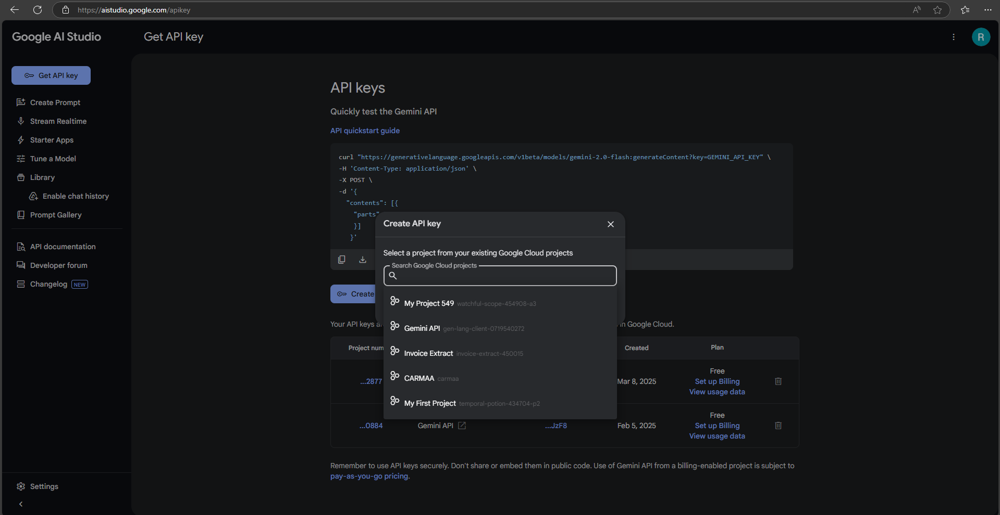 https://aistudio.google.com/apikey
Google AI Studio
Get API key
R
Get API key
Create Prompt
Stream Realtime
Starter Apps
Tune a Model
Library
Enable chat history
Prompt Gallery
API documentation
Developer forum
Changelog NEW
Settings
API keys
Quickly test the Gemini API
API quickstart guide
curl "https://generativelanguage.googleapis.com/v1beta/models/gemini-2.0-flash:generateContent?key=GEMINI_API_KEY" \
-H 'Content-Type: application/json' \
-X POST \
-d '{
"contents": [{
"parts"
}]
}'
Create API key
Select a project from your existing Google Cloud projects
Search Google Cloud projects
My Project 549 watchful-scope-454908-a3
Gemini API gen-lang-client-0719540272
Invoice Extract invoice-extract-450015
CARMAA carmaa
My First Project temporal-potion-434704-p2
Create
Your API keys in Google Cloud.
Project num Created Plan
...2877 Mar 8, 2025 Free
Set up Billing
View usage data
...0884 Gemini API ...JzF8 Feb 5, 2025 Free
Set up Billing
View usage data
Remember to use API keys securely. Don't share or embed them in public code. Use of Gemini API from a billing-enabled project is subject to
pay-as-you-go pricing.